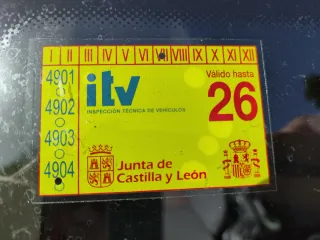 I II III IV V VI VII VIII IX X XI XII
4901
4902
4903
4904
itv
INSPECCIÓN TÉCNICA DE VEHÍCULOS
Válido hasta
26
Junta de
Castilla y León